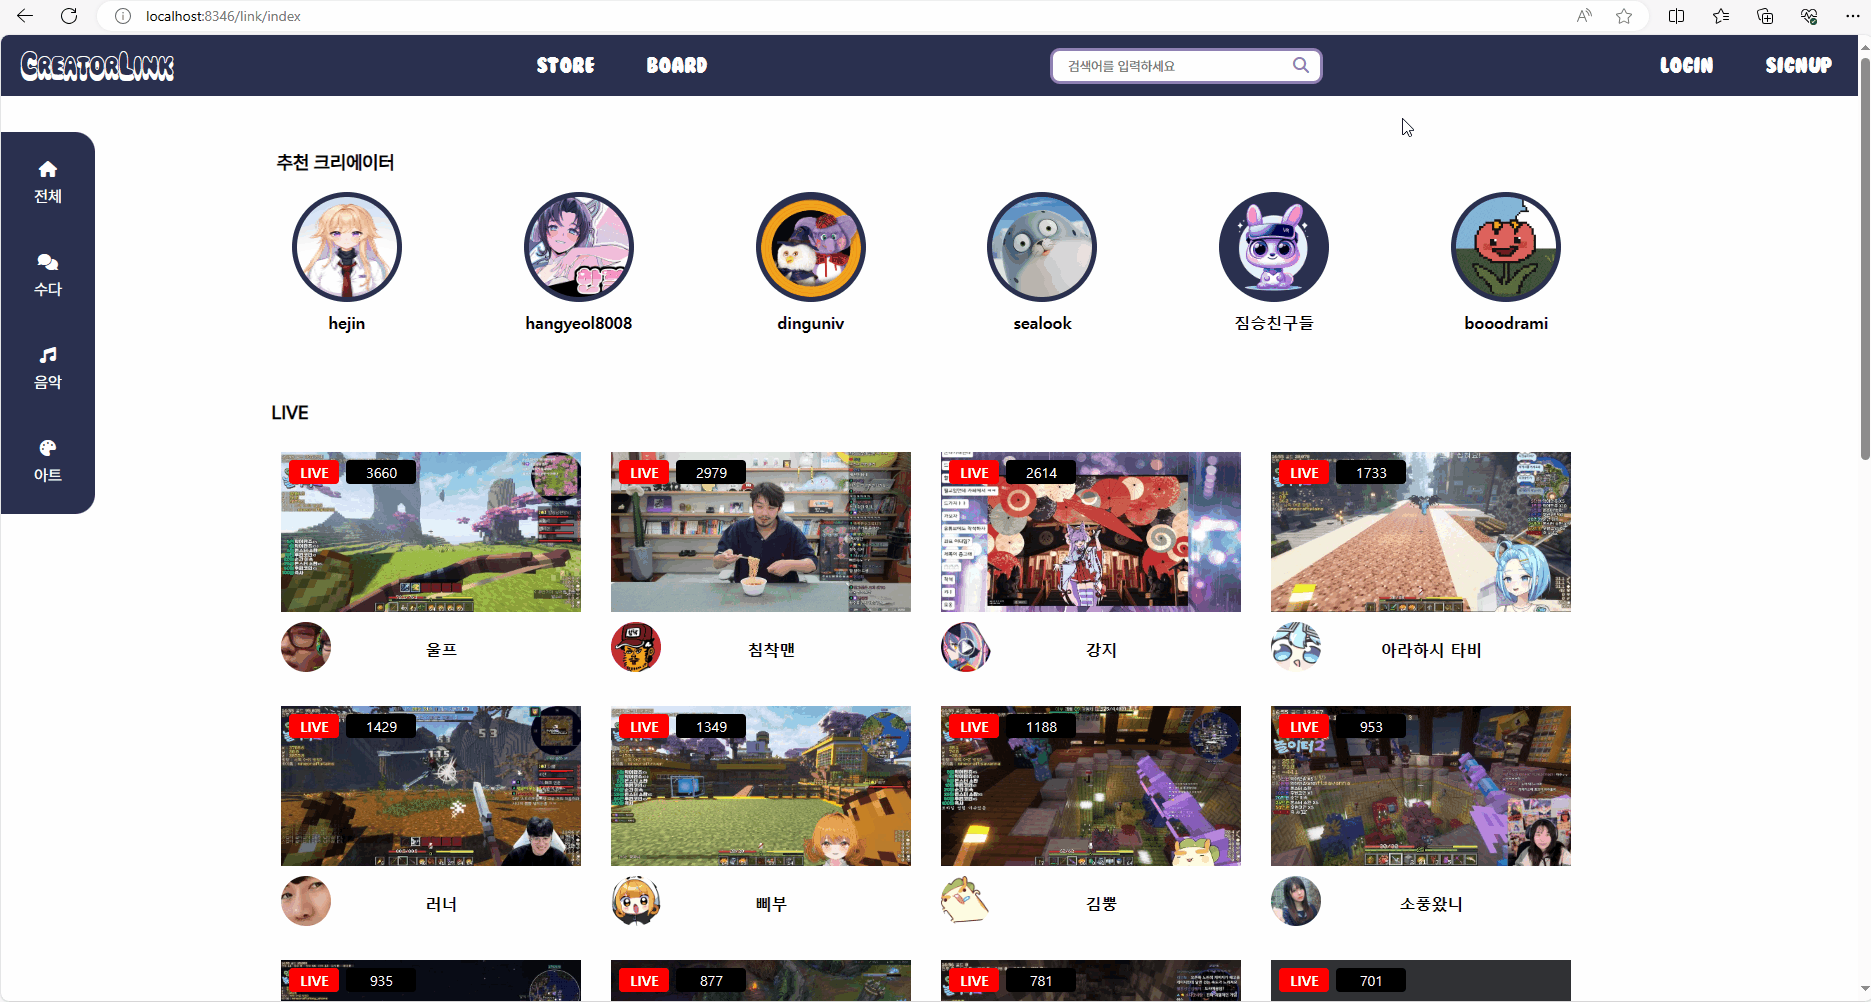 localhost:8346/link/index
CREATORLINK
STORE
BOARD
검색어를 입력하세요
LOGIN
SIGNUP
전체
수다
음악
아트
추천 크리에이터
hejin
hangyeol8008
dinguniv
sealook
짐승친구들
booodrami
LIVE
LIVE 3660
LIVE 2979
LIVE 2614
LIVE 1733
울프
침착맨
강지
아라하시 타비
LIVE 1429
LIVE 1349
LIVE 1188
LIVE 953
러너
삐부
김뿡
소풍왔니
LIVE 935
LIVE 877
LIVE 781
LIVE 701